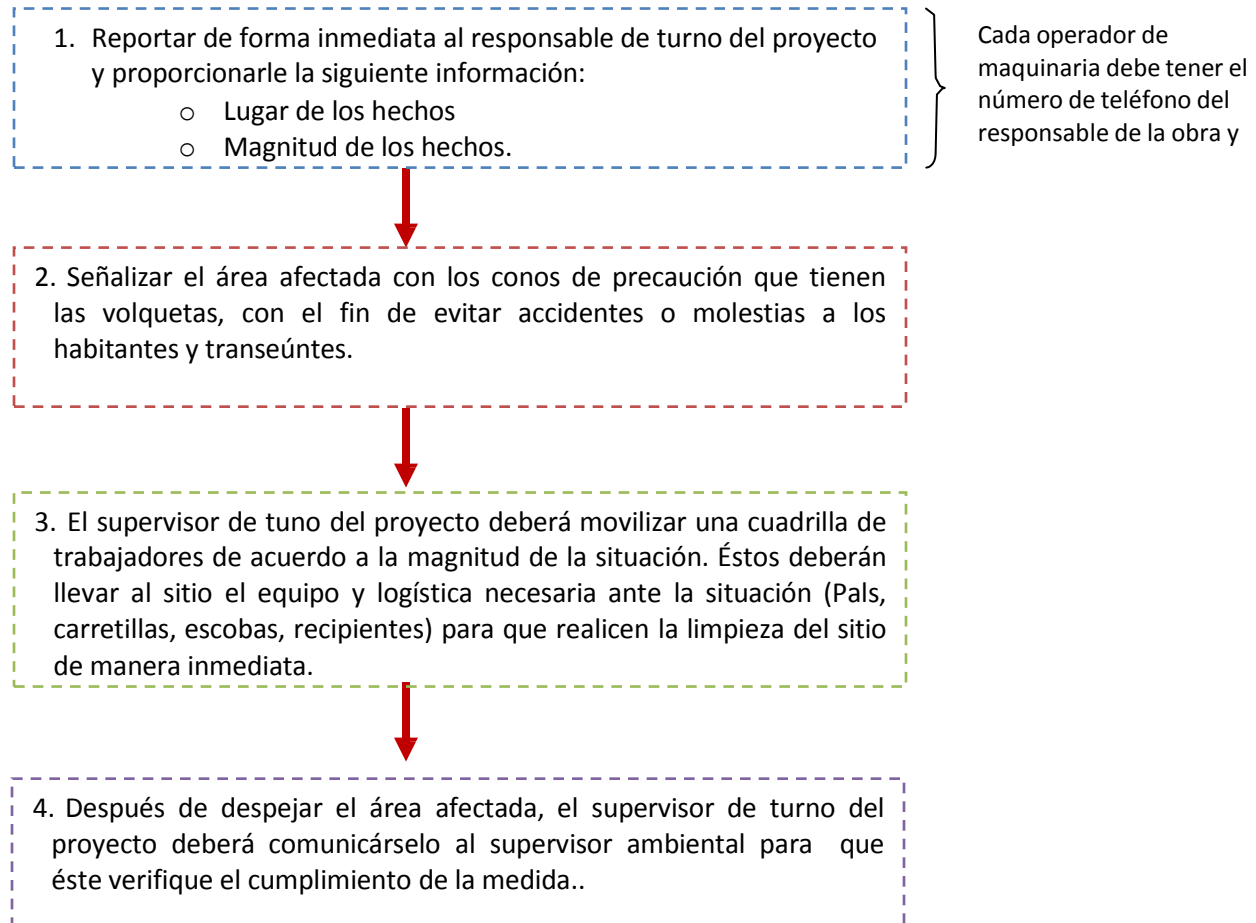 1. Reportar de forma inmediata al responsable de turno del proyecto
y proporcionarle la siguiente información:
o Lugar de los hechos
o Magnitud de los hechos.
Cada operador de
maquinaria debe tener el
número de teléfono del
responsable de la obra y
2. Señalizar el área afectada con los conos de precaución que tienen
las volquetas, con el fin de evitar accidentes o molestias a los
habitantes y transeúntes.
3. El supervisor de tuno del proyecto deberá movilizar una cuadrilla de
trabajadores de acuerdo a la magnitud de la situación. Éstos deberán
llevar al sitio el equipo y logística necesaria ante la situación (Pals,
carretillas, escobas, recipientes) para que realicen la limpieza del sitio
de manera inmediata.
4. Después de despejar el área afectada, el supervisor de turno del
proyecto deberá comunicárselo al supervisor ambiental para que
éste verifique el cumplimiento de la medida..